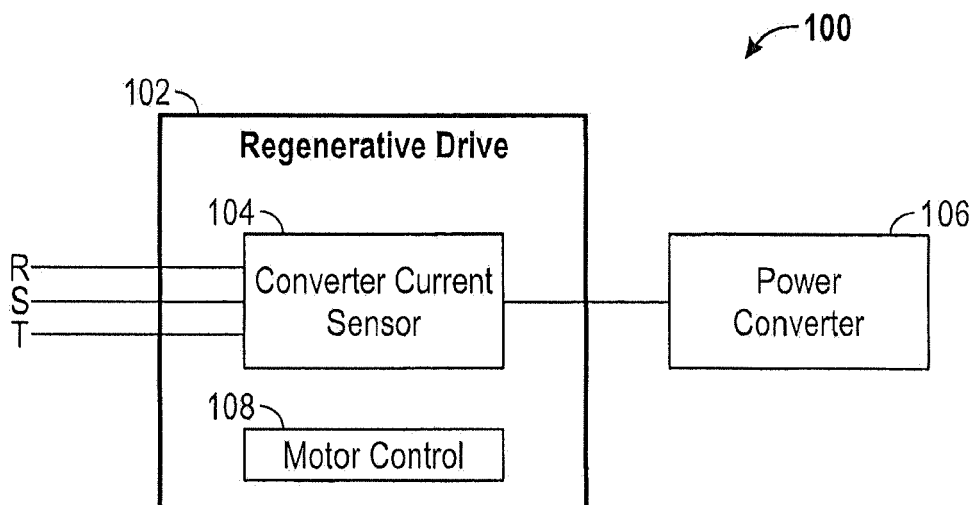 100
102
Regenerative Drive
104
106
R
S
T
Converter Current
Sensor
Power
Converter
108
Motor Control